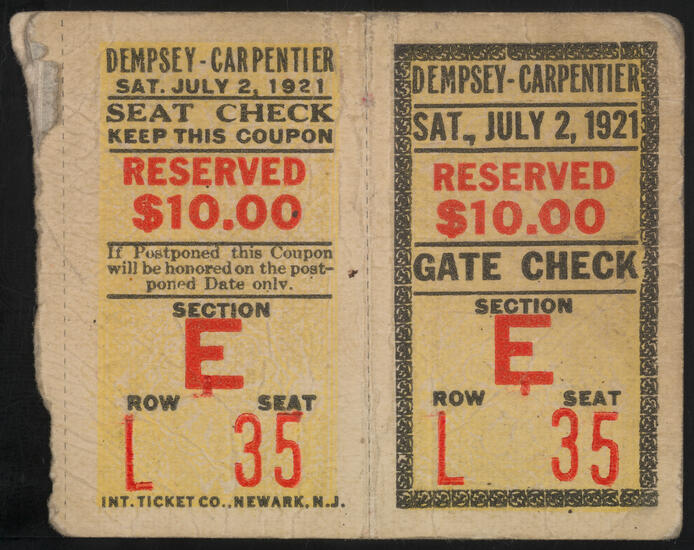 DEMPSEY-CARPENTIER
SAT. JULY 2, 1921
SEAT CHECK
KEEP THIS COUPON
RESERVED
$10.00
If Postponed this Coupon
will be honored on the post-
poned Date only.
SECTION
E
ROW SEAT
L 35
INT. TICKET CO., NEWARK, N.J.
DEMPSEY-CARPENTIER
SAT., JULY 2, 1921
RESERVED
$10.00
GATE CHECK
SECTION
E
ROW SEAT
L 35